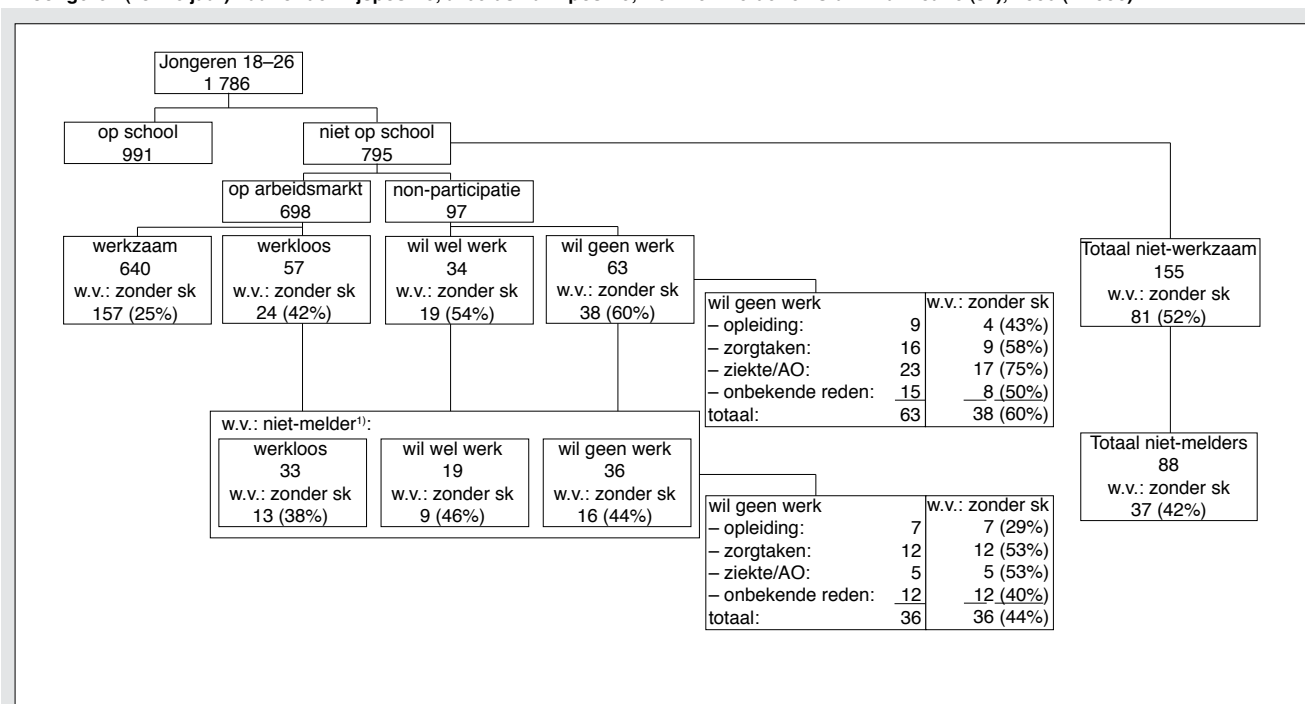 Jongeren 18–26
1 786
op school
991
niet op school
795
op arbeidsmarkt
698
non-participatie
97
werkzaam
640
w.v.: zonder sk
157 (25%)
werkloos
57
w.v.: zonder sk
24 (42%)
wil wel werk
34
w.v.: zonder sk
19 (54%)
wil geen werk
63
w.v.: zonder sk
38 (60%)
Totaal niet-werkzaam
155
w.v.: zonder sk
81 (52%)
wil geen werk w.v.: zonder sk
– opleiding: 9 4 (43%)
– zorgtaken: 16 9 (58%)
– ziekte/AO: 23 17 (75%)
– onbekende reden: 15 8 (50%)
totaal: 63 38 (60%)
w.v.: niet-melder1):
werkloos
33
w.v.: zonder sk
13 (38%)
wil wel werk
19
w.v.: zonder sk
9 (46%)
wil geen werk
36
w.v.: zonder sk
16 (44%)
Totaal niet-melders
88
w.v.: zonder sk
37 (42%)
wil geen werk w.v.: zonder sk
– opleiding: 7 7 (29%)
– zorgtaken: 12 12 (53%)
– ziekte/AO: 5 5 (53%)
– onbekende reden: 12 12 (40%)
totaal: 36 36 (44%)